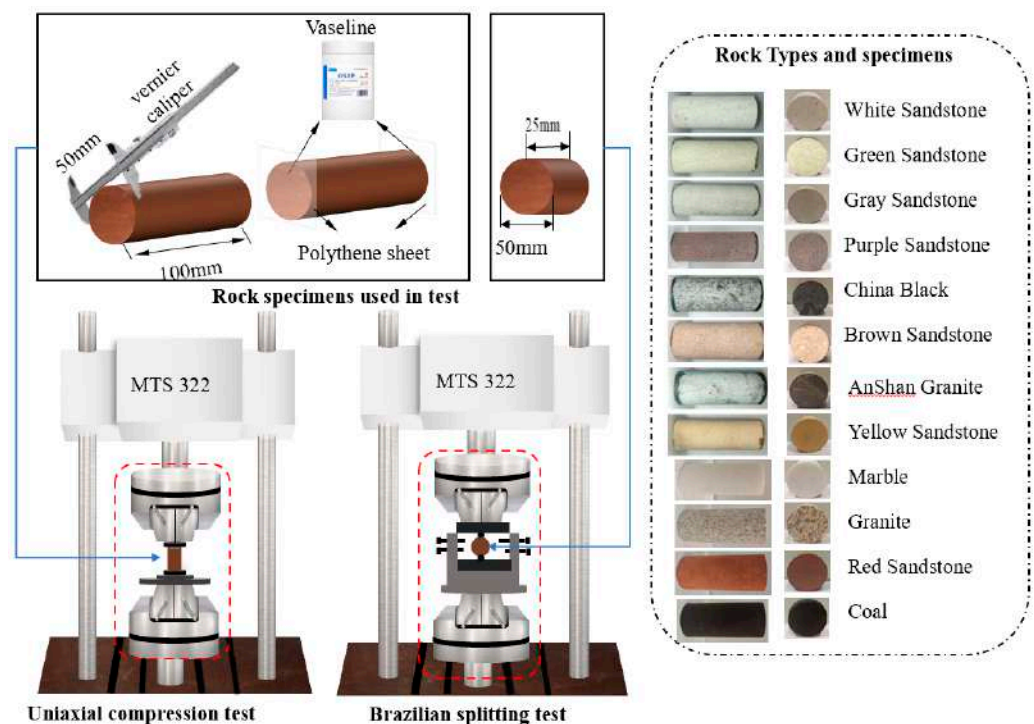 Vaseline
vernier
caliper
50mm
100mm
Polythene sheet
25mm
50mm
Rock specimens used in test
MTS 322
MTS 322
Uniaxial compression test
Brazilian splitting test
Rock Types and specimens
White Sandstone
Green Sandstone
Gray Sandstone
Purple Sandstone
China Black
Brown Sandstone
AnShan Granite
Yellow Sandstone
Marble
Granite
Red Sandstone
Coal